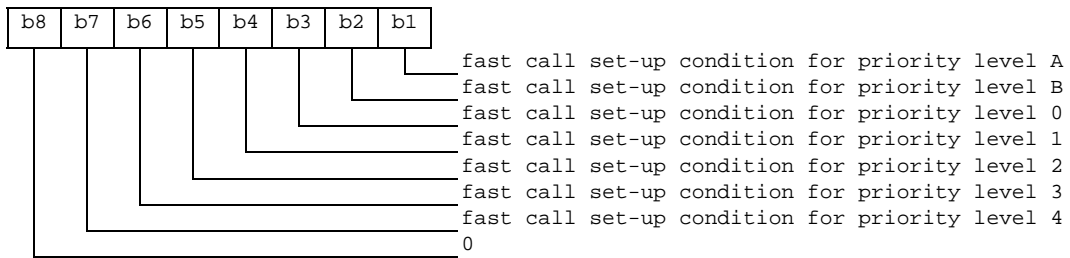 b8 b7 b6 b5 b4 b3 b2 b1
fast call set-up condition for priority level A
fast call set-up condition for priority level B
fast call set-up condition for priority level 0
fast call set-up condition for priority level 1
fast call set-up condition for priority level 2
fast call set-up condition for priority level 3
fast call set-up condition for priority level 4
0